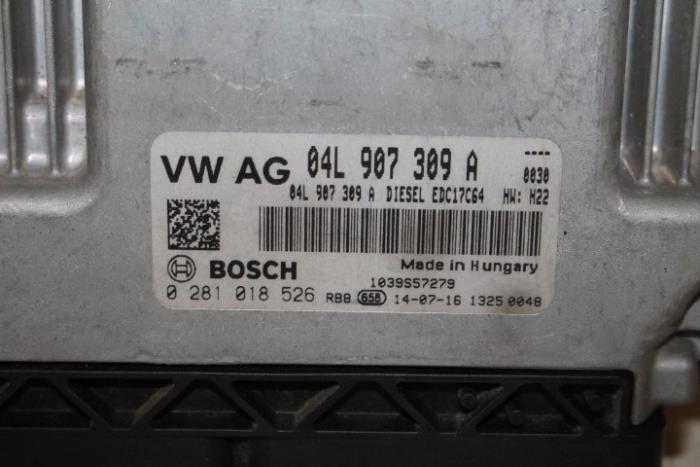 VW AG 04L 907 309 A ----
0030
04L 907 309 A DIESEL EDC17C64 HW: H22
BOSCH Made in Hungary
1039S57279
0 281 018 526 RBB 658 14-07-16 1325 0048